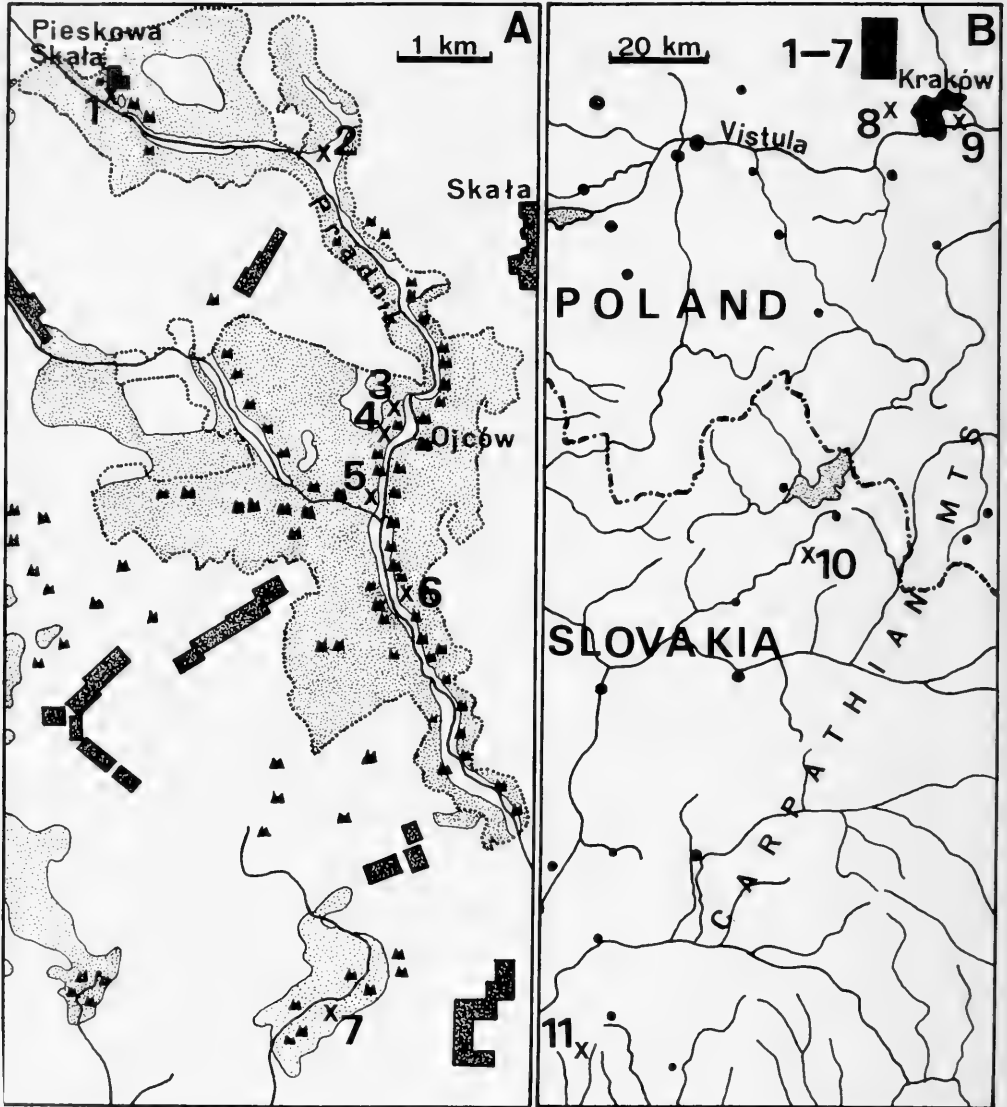 Pieskowa
Skała
A
1 km
1
2
Skała
Prądnik
3
4
Ojców
5
6
7
B
20 km
1—7
Kraków
8
9
Vistula
POLAND
10
SLOVAKIA
CARPATHIAN MTS
11